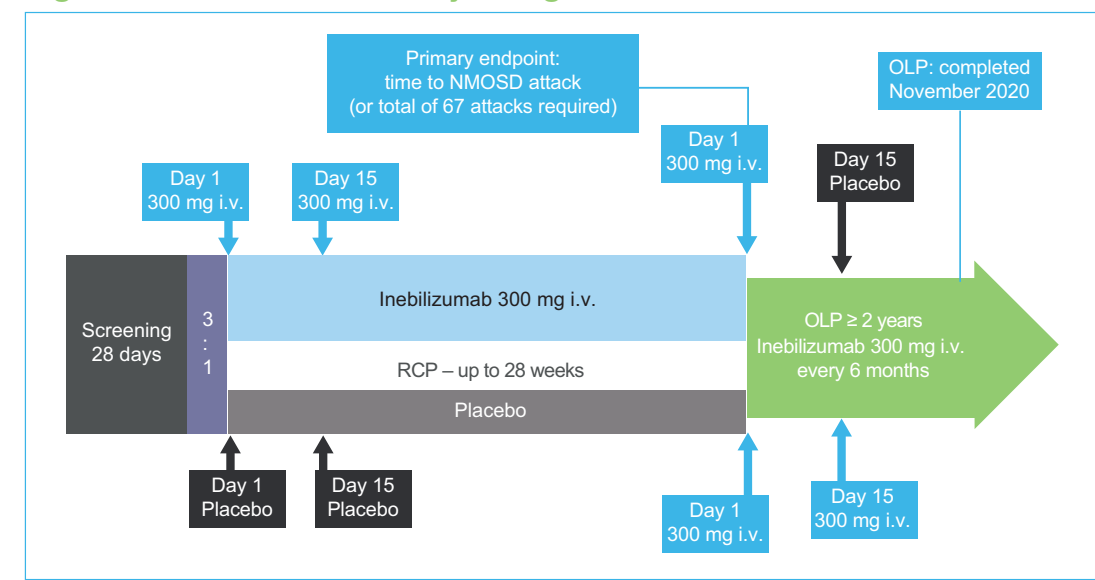 Primary endpoint:
time to NMOSD attack
(or total of 67 attacks required)
OLP: completed
November 2020
Day 1
300 mg i.v.
Day 15
300 mg i.v.
Day 1
300 mg i.v.
Day 15
Placebo
Screening
28 days
3
:
1
Inebilizumab 300 mg i.v.
RCP – up to 28 weeks
Placebo
OLP ≥ 2 years
Inebilizumab 300 mg i.v.
every 6 months
Day 1
Placebo
Day 15
Placebo
Day 1
300 mg i.v.
Day 15
300 mg i.v.